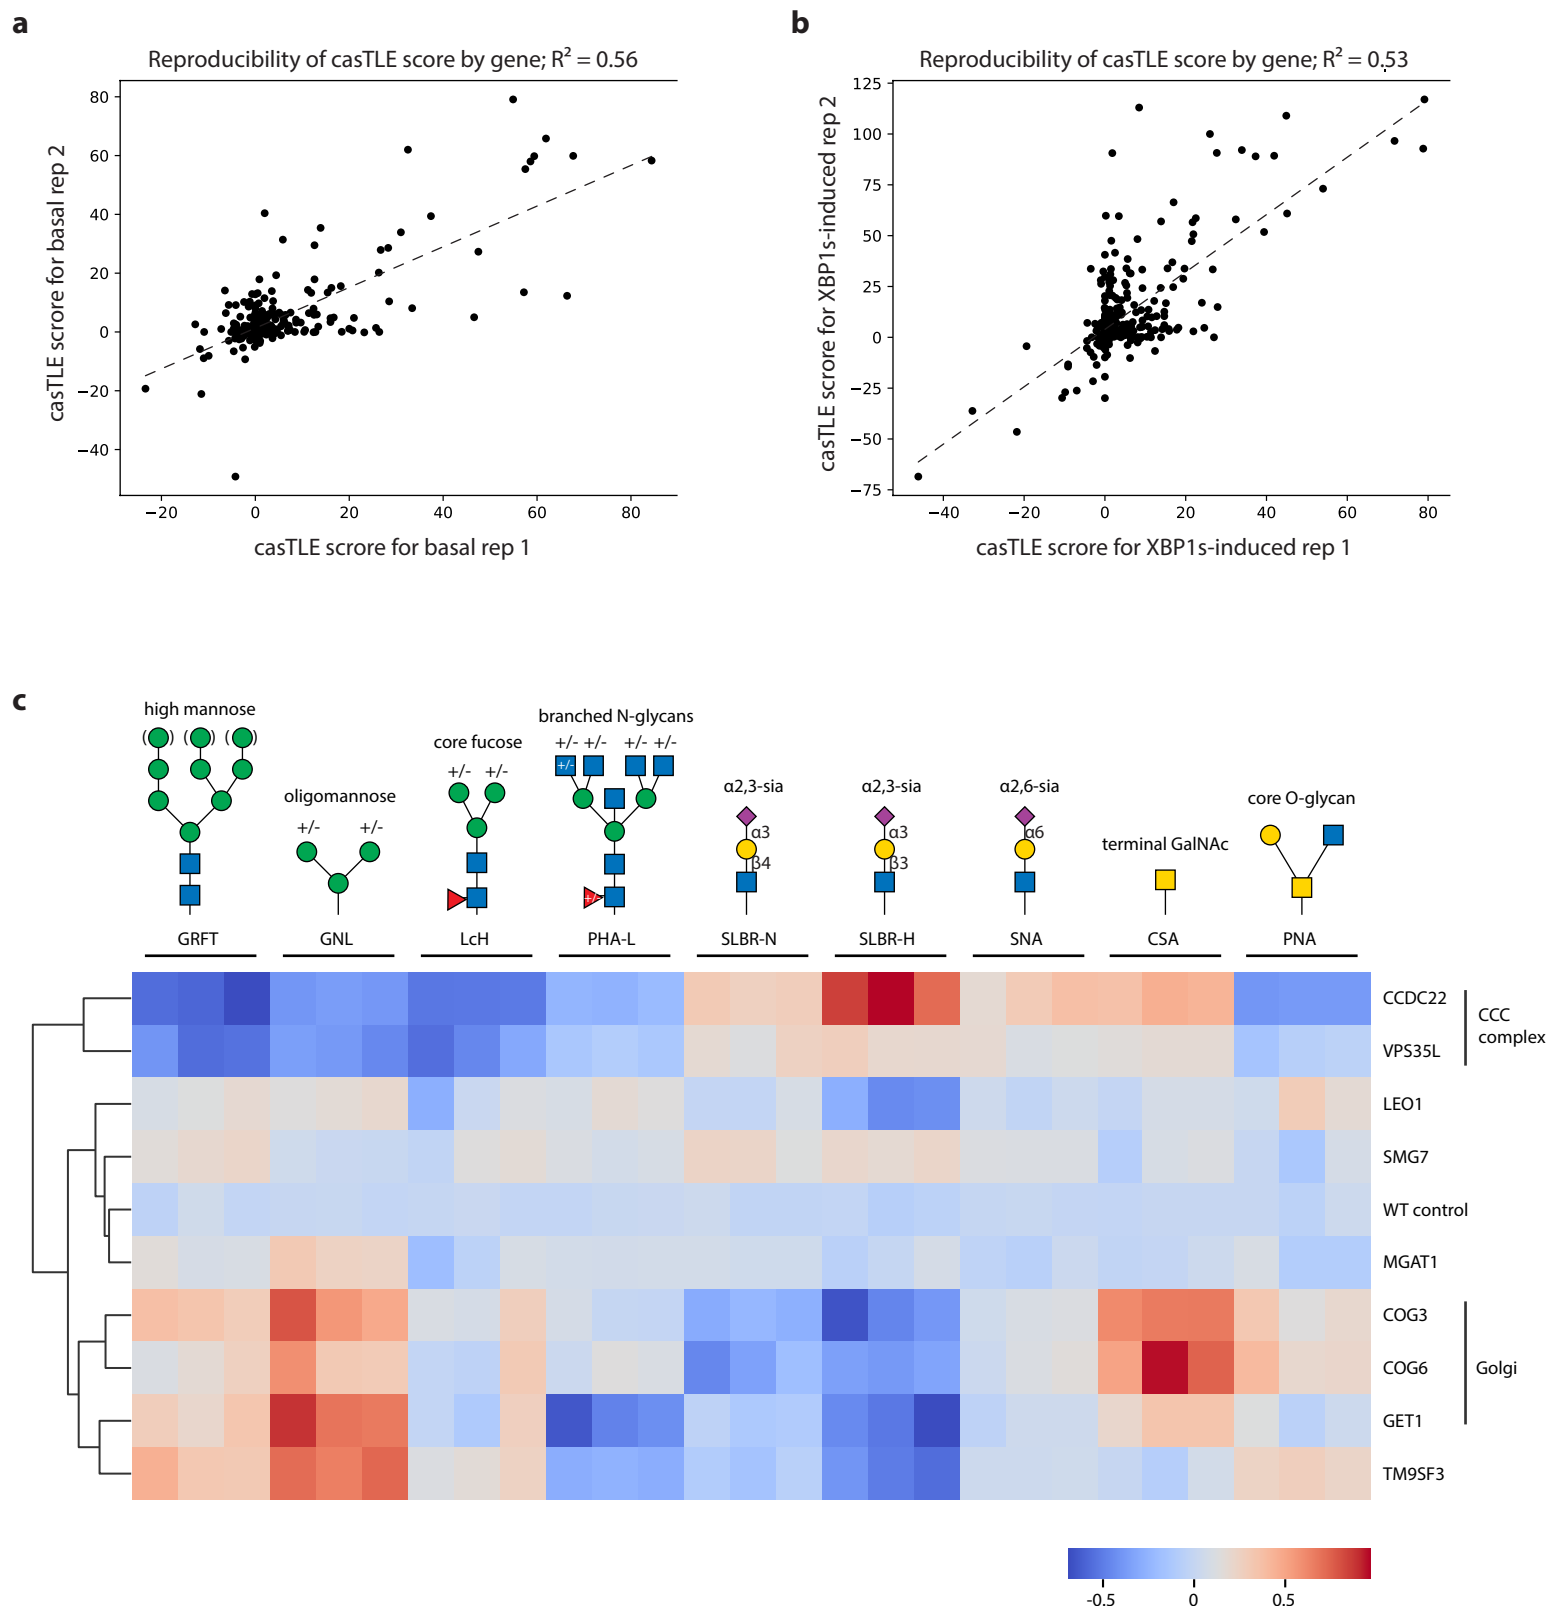 a
Reproducibility of casTLE score by gene; R² = 0.56
casTLE scrore for basal rep 2
80
60
40
20
0
−20
−40
−20 0 20 40 60 80
casTLE scrore for basal rep 1
b
Reproducibility of casTLE score by gene; R² = 0.53
casTLE scrore for XBP1s-induced rep 2
125
100
75
50
25
0
−25
−50
−75
−40 −20 0 20 40 60 80
casTLE scrore for XBP1s-induced rep 1
c
high mannose
( ) ( ) ( )
oligomannose
+/- +/-
core fucose
+/- +/-
branched N-glycans
+/- +/- +/- +/-
+/-
+/-
α2,3-sia
α3
β4
α2,3-sia
α3
β3
α2,6-sia
α6
terminal GalNAc
core O-glycan
GRFT GNL LcH PHA-L SLBR-N SLBR-H SNA CSA PNA
CCDC22
VPS35L
CCC
complex
LEO1
SMG7
WT control
MGAT1
COG3
COG6
GET1
Golgi
TM9SF3
-0.5 0 0.5